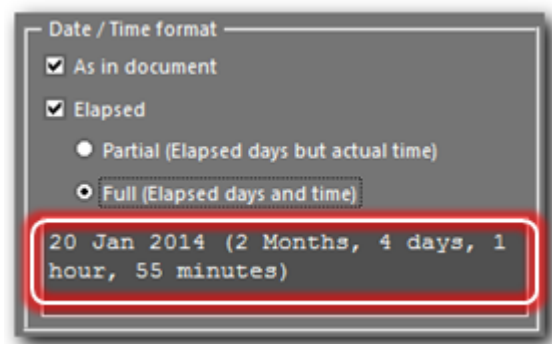 Date / Time format
As in document
Elapsed
Partial (Elapsed days but actual time)
Full (Elapsed days and time)
20 Jan 2014 (2 Months, 4 days, 1
hour, 55 minutes)